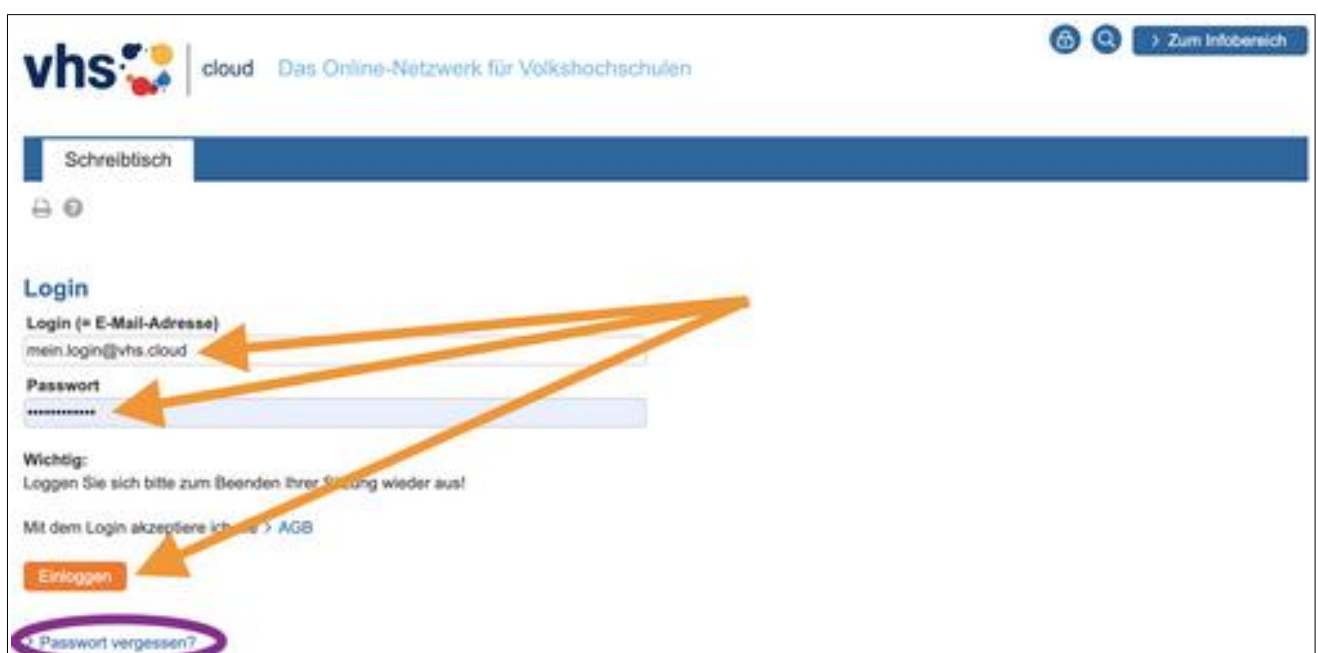 vhs cloud Das Online-Netzwerk für Volkshochschulen
> Zum Infobereich
Schreibtisch
Login
Login (= E-Mail-Adresse)
mein.login@vhs.cloud
Passwort
•••••••••••••
Wichtig:
Loggen Sie sich bitte zum Beenden Ihrer wieder aus!
Mit dem Login akzeptiere ich > AGB
Einloggen
> Passwort vergessen?